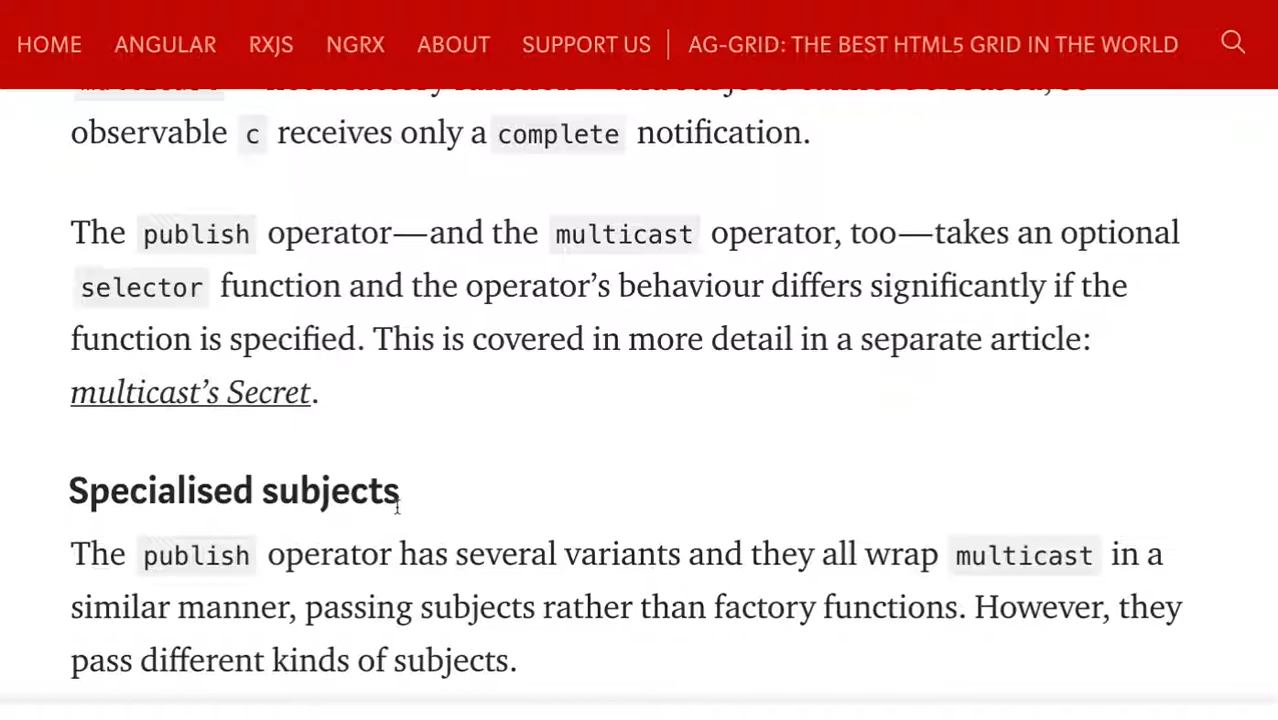 HOME ANGULAR RXJS NGRX ABOUT SUPPORT US AG-GRID: THE BEST HTML5 GRID IN THE WORLD
observable c receives only a complete notification.
The publish operator—and the multicast operator, too—takes an optional
selector function and the operator’s behaviour differs significantly if the
function is specified. This is covered in more detail in a separate article:
multicast’s Secret.
Specialised subjects
The publish operator has several variants and they all wrap multicast in a
similar manner, passing subjects rather than factory functions. However, they
pass different kinds of subjects.